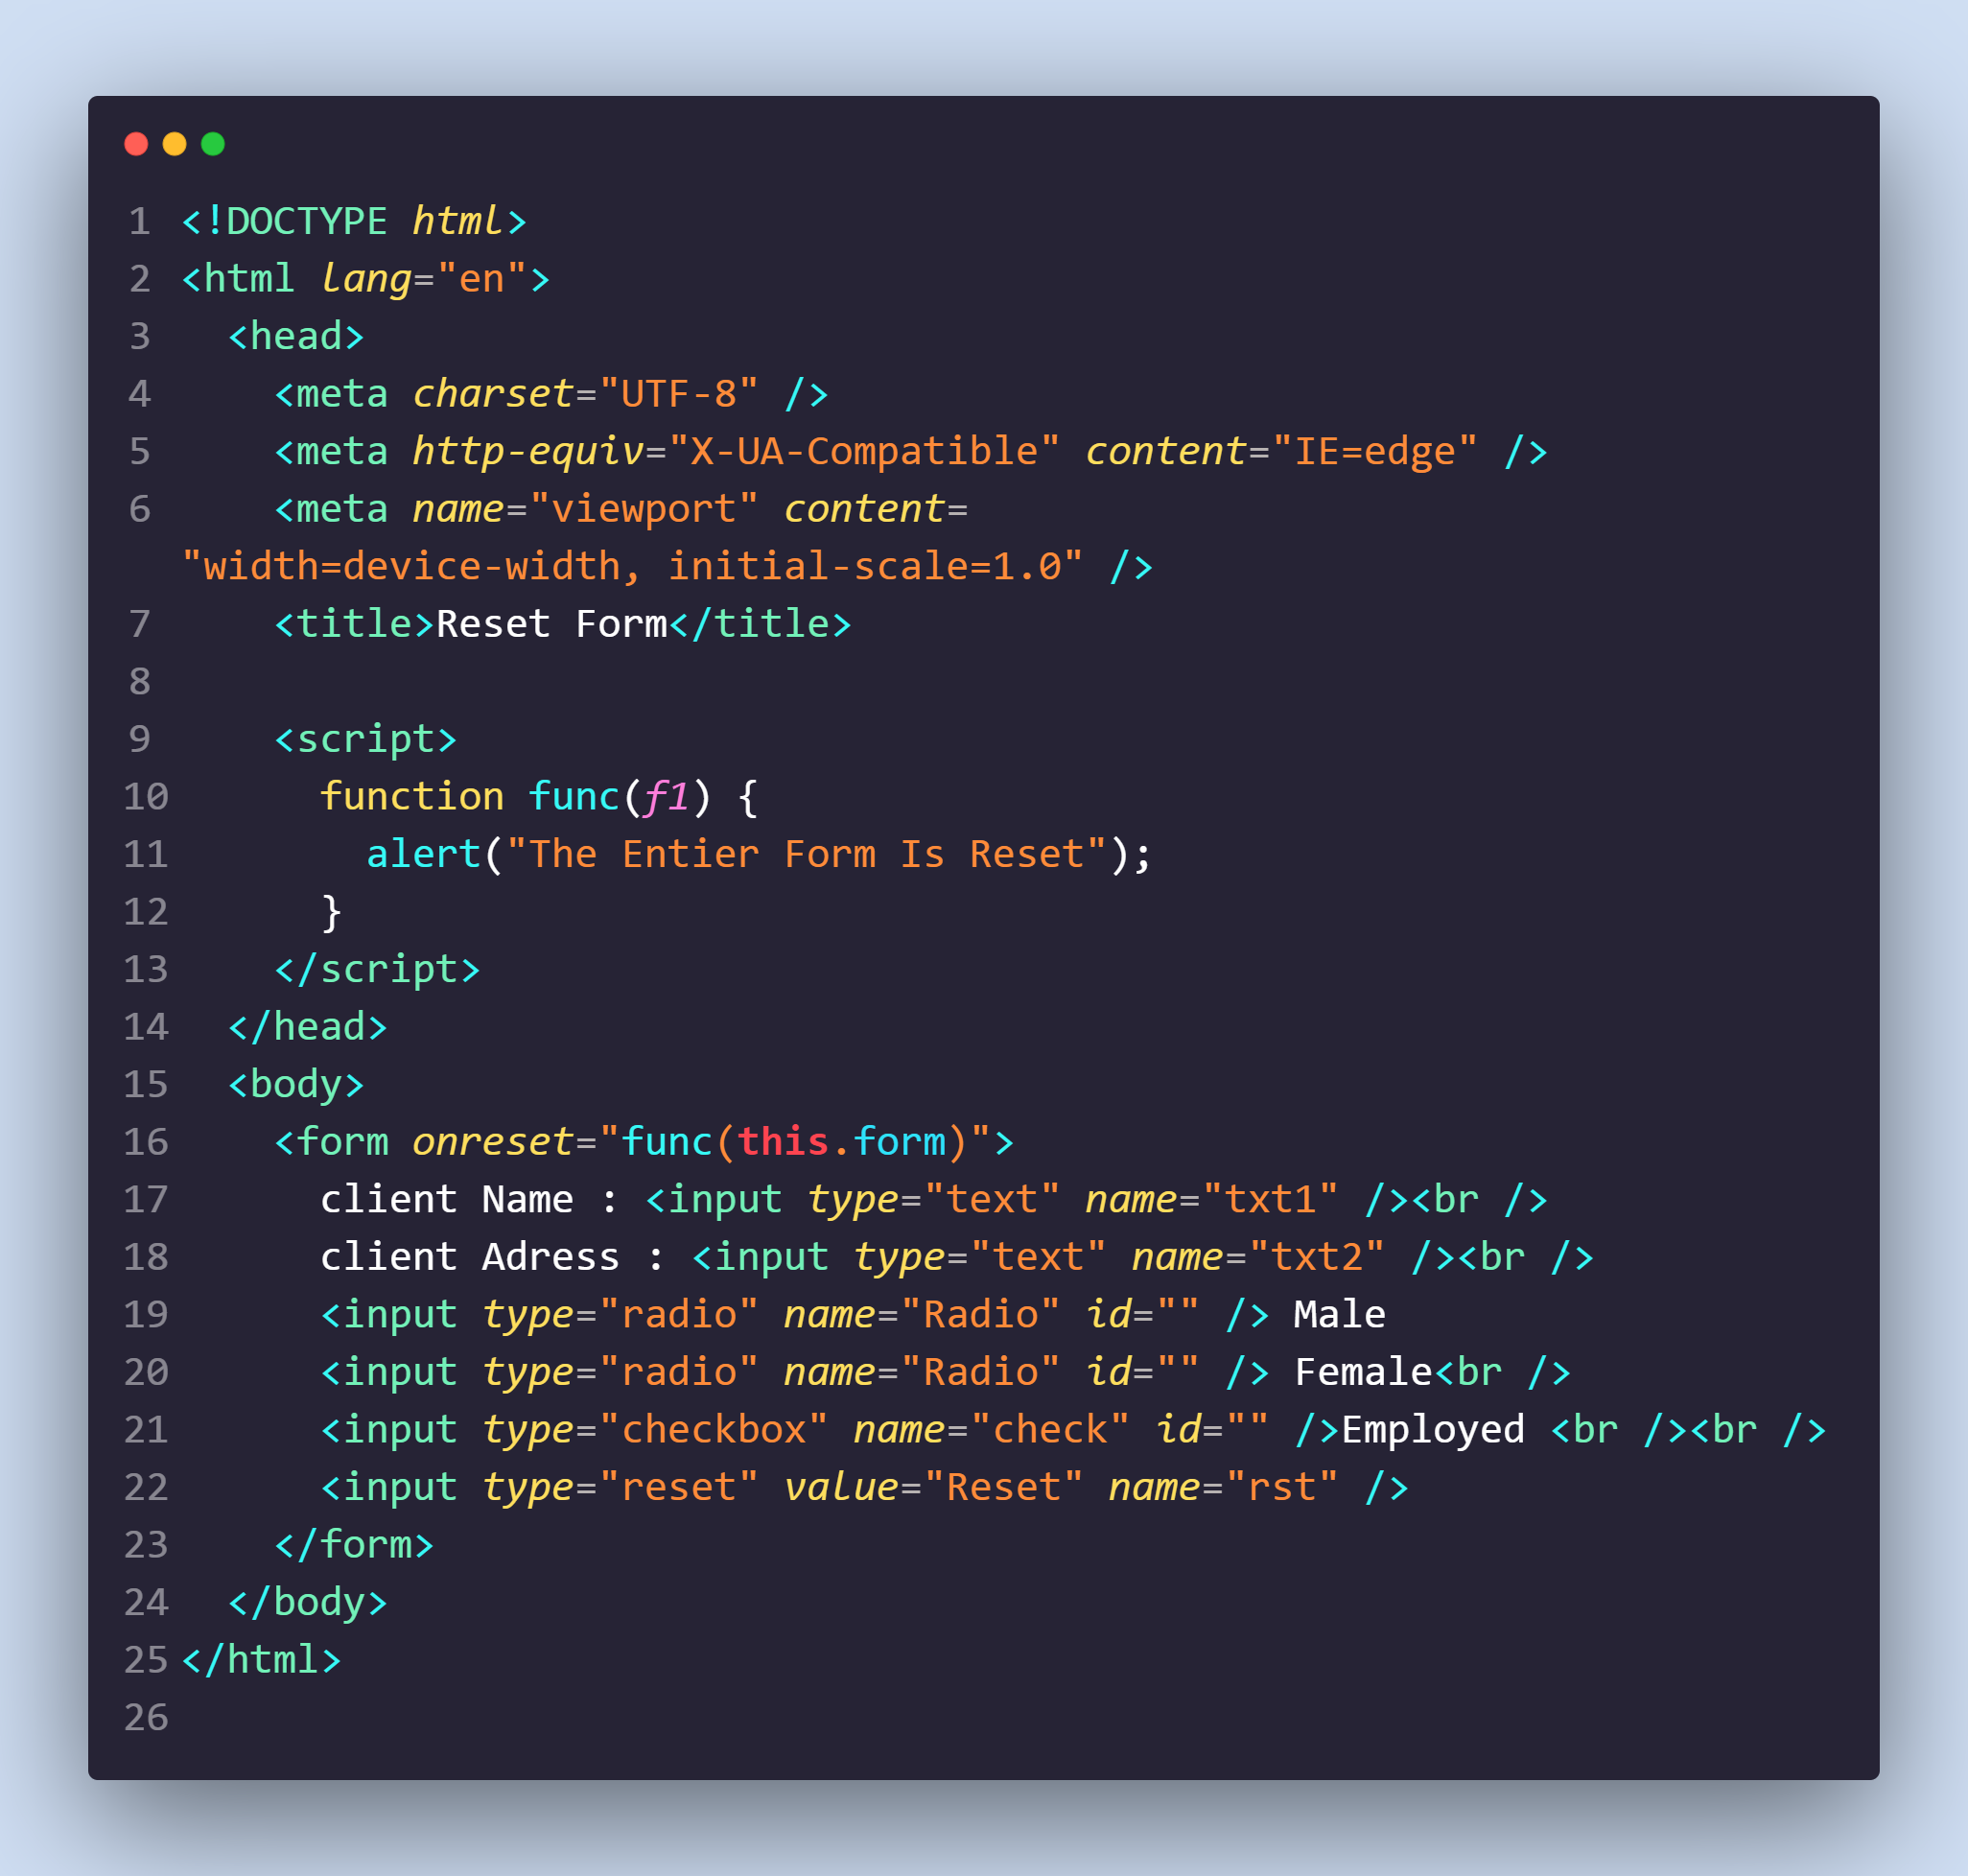 1 <!DOCTYPE html>
2 <html lang="en">
3   <head>
4     <meta charset="UTF-8" />
5     <meta http-equiv="X-UA-Compatible" content="IE=edge" />
6     <meta name="viewport" content=
"width=device-width, initial-scale=1.0" />
7     <title>Reset Form</title>
8
9     <script>
10       function func(f1) {
11         alert("The Entier Form Is Reset");
12       }
13     </script>
14   </head>
15   <body>
16     <form onreset="func(this.form)">
17       client Name : <input type="text" name="txt1" /><br />
18       client Adress : <input type="text" name="txt2" /><br />
19       <input type="radio" name="Radio" id="" /> Male
20       <input type="radio" name="Radio" id="" /> Female<br />
21       <input type="checkbox" name="check" id="" />Employed <br /><br />
22       <input type="reset" value="Reset" name="rst" />
23     </form>
24   </body>
25 </html>
26